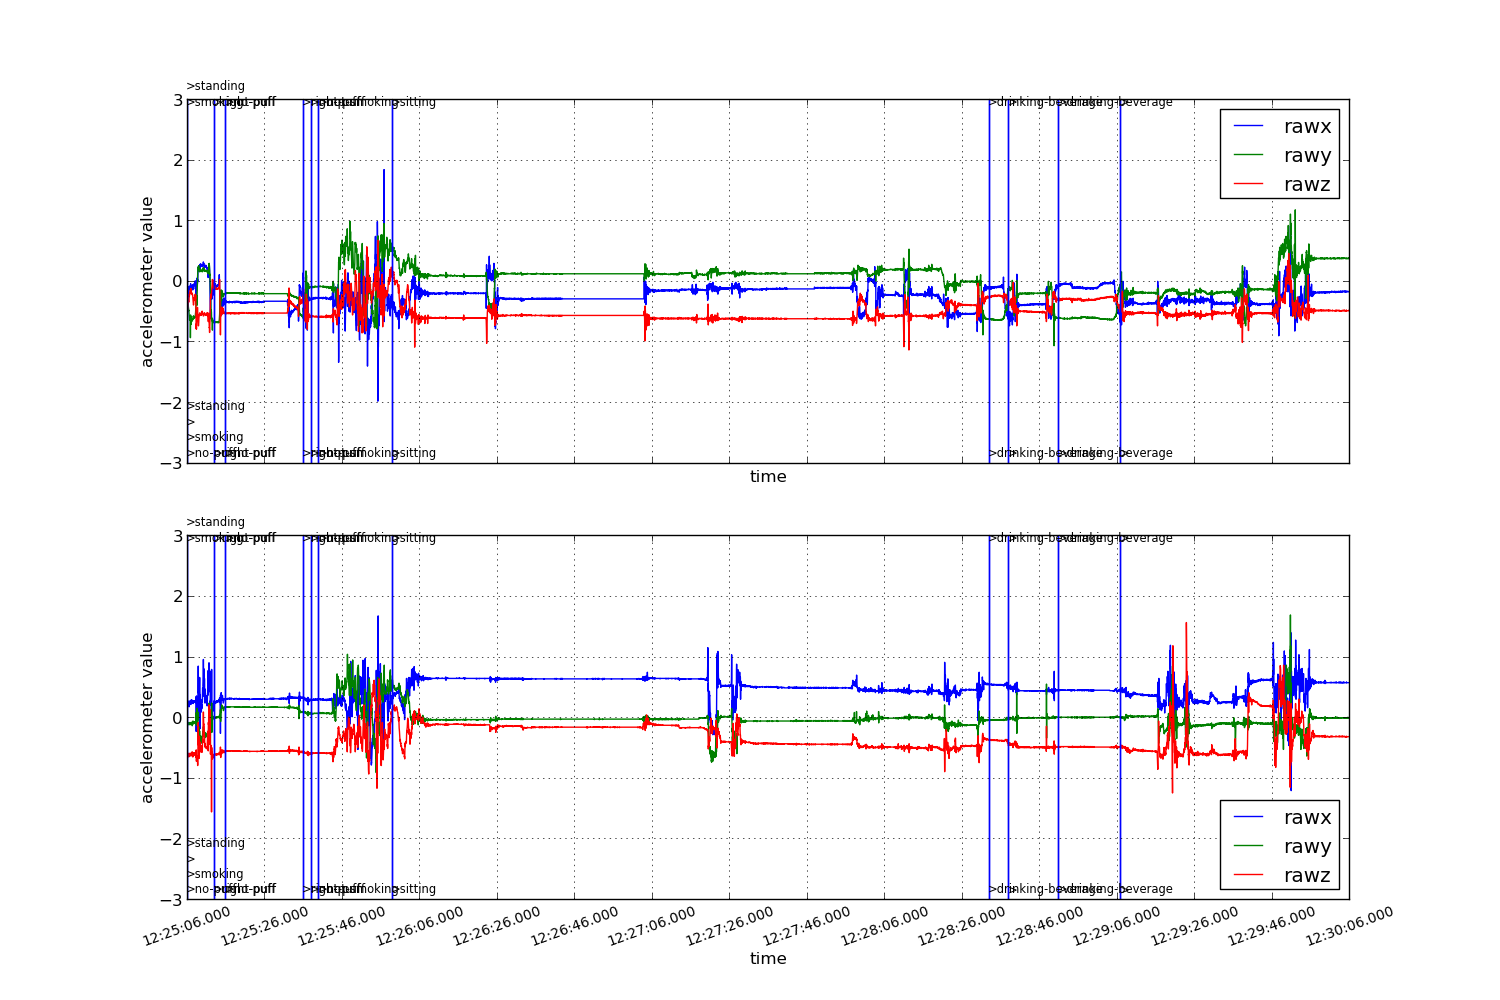 >standing
>sitting
3
2
1
0
−1
−2
−3
accelerometer value
rawx
rawy
rawz
>standing
>
>smoking
>sitting
time
>standing
>sitting
3
2
1
0
−1
−2
−3
accelerometer value
>standing
>
>smoking
>sitting
rawx
rawy
rawz
12:25:06.000 12:25:26.000 12:25:46.000 12:26:06.000 12:26:26.000 12:26:46.000 12:27:06.000 12:27:26.000 12:27:46.000 12:28:06.000 12:28:26.000 12:28:46.000 12:29:06.000 12:29:26.000 12:29:46.000 12:30:06.000
time